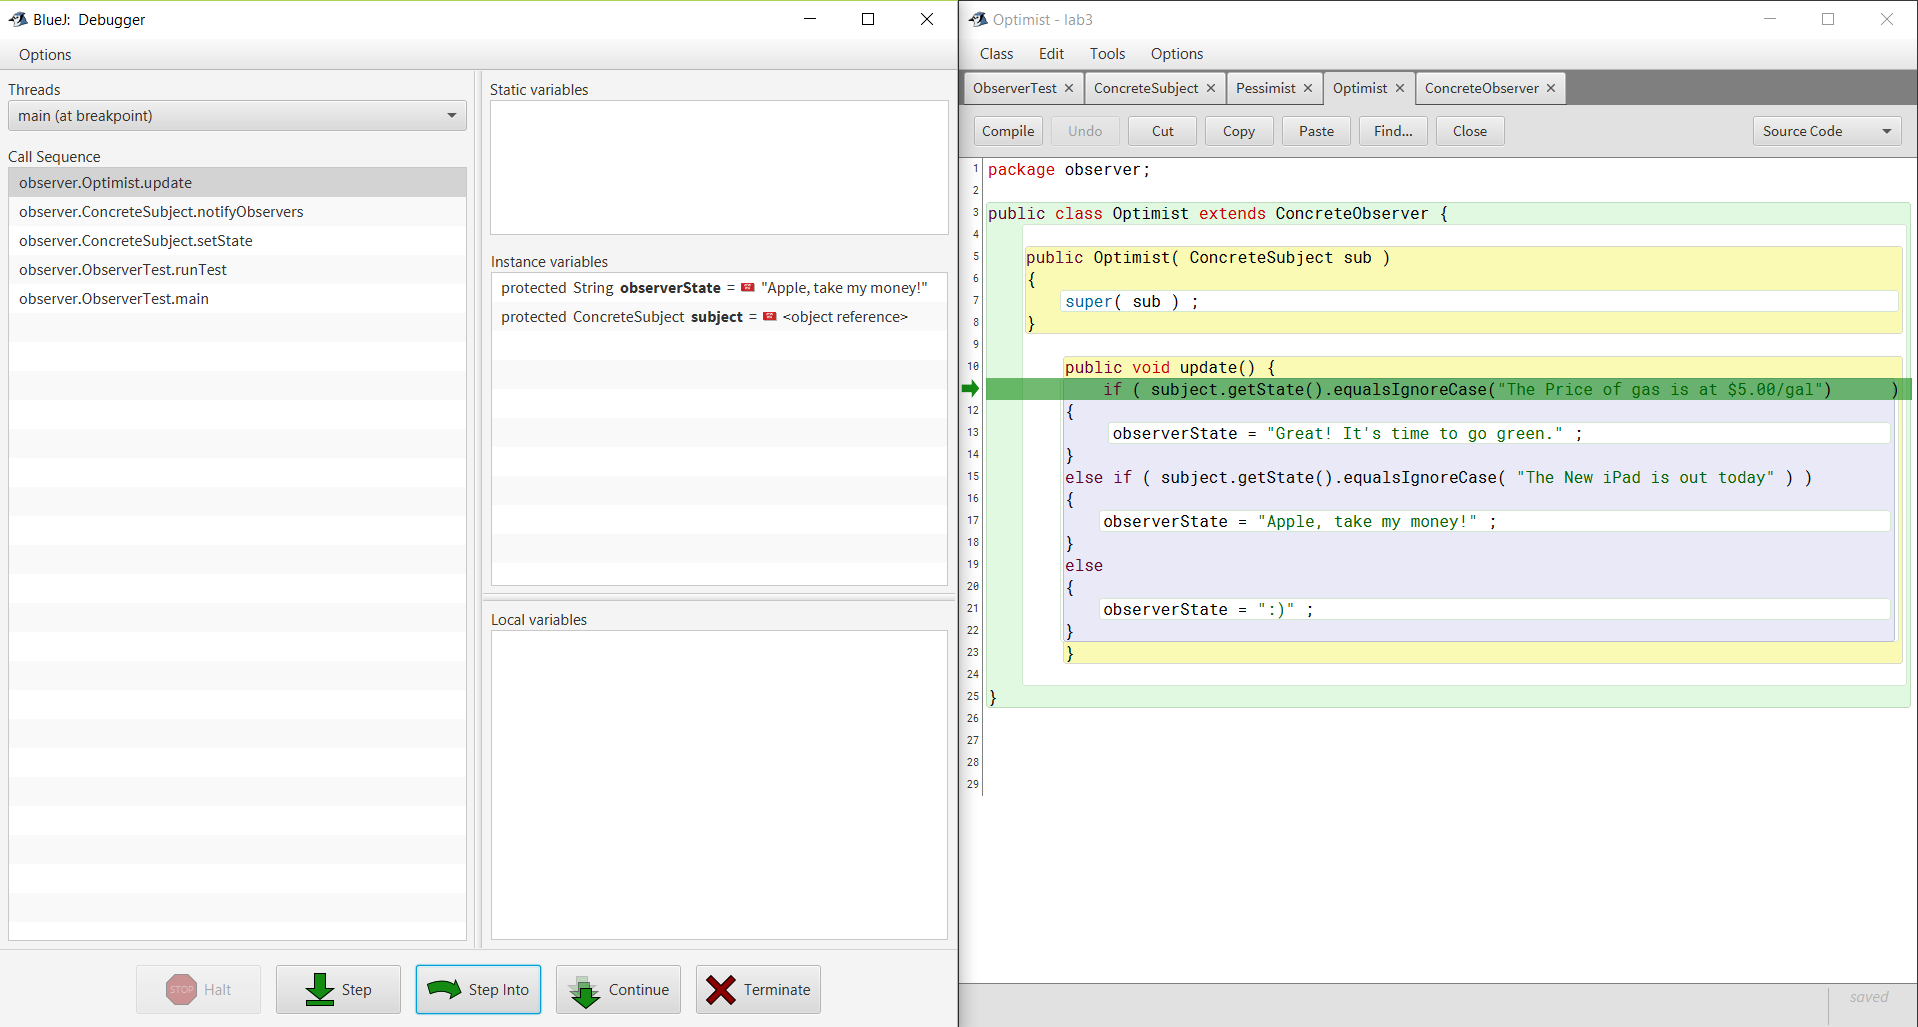 BlueJ: Debugger
Options
Threads
main (at breakpoint)
Call Sequence
observer.Optimist.update
observer.ConcreteSubject.notifyObservers
observer.ConcreteSubject.setState
observer.ObserverTest.runTest
observer.ObserverTest.main
Static variables
Instance variables
protected String observerState = "Apple, take my money!"
protected ConcreteSubject subject = <object reference>
Local variables
STOP Halt
Step
Step Into
Continue
Terminate
Optimist - lab3
Class Edit Tools Options
ObserverTest × ConcreteSubject × Pessimist × Optimist × ConcreteObserver ×
Compile Undo Cut Copy Paste Find... Close Source Code
1 package observer;
2
3 public class Optimist extends ConcreteObserver {
4
5 public Optimist( ConcreteSubject sub )
6 {
7 super( sub ) ;
8 }
9
10 public void update() {
if ( subject.getState().equalsIgnoreCase("The Price of gas is at $5.00/gal") )
12 {
13 observerState = "Great! It's time to go green." ;
14 }
15 else if ( subject.getState().equalsIgnoreCase( "The New iPad is out today" ) )
16 {
17 observerState = "Apple, take my money!" ;
18 }
19 else
20 {
21 observerState = ":)" ;
22 }
23 }
24
25 }
26
27
28
29
saved